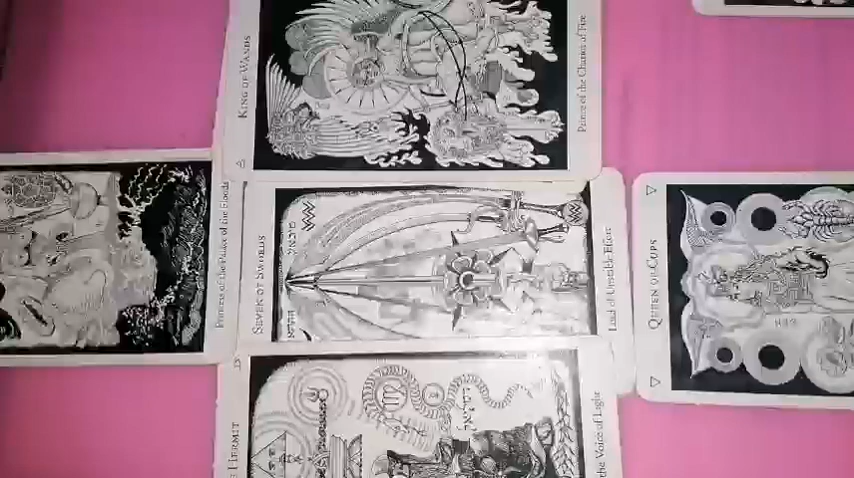 KING OF WANDS
Prince of the Chariot of Fire
Princess of the Palace of the Floods
SEVEN OF SWORDS
Lord of Unstable Effort
QUEEN OF CUPS
HERMIT
the Voice of Light